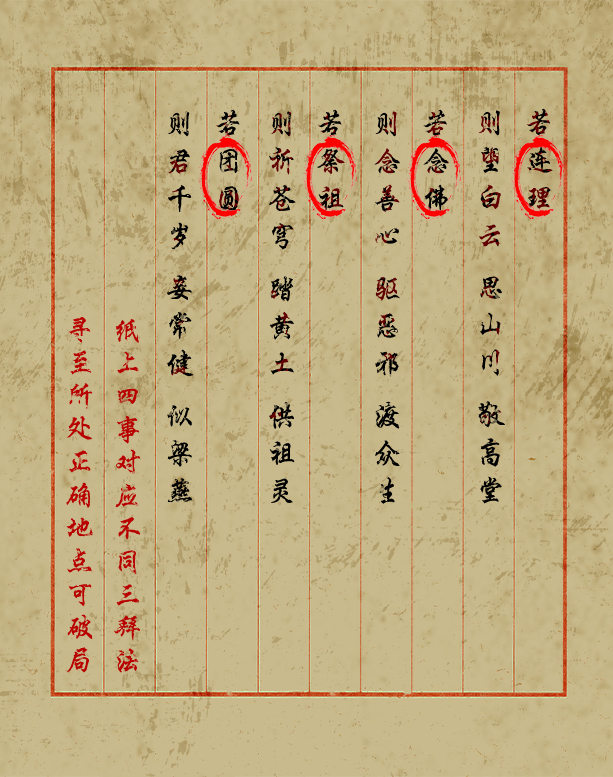 若连理
则望白云 思山川 敬高堂
若念佛
则念善心 驱恶邪 渡众生
若祭祖
则祈苍穹 踏黄土 供祖灵
若团圆
则君千岁 妾常健 似梁燕
纸上四事对应不同三拜法
寻至所处正确地点可破局